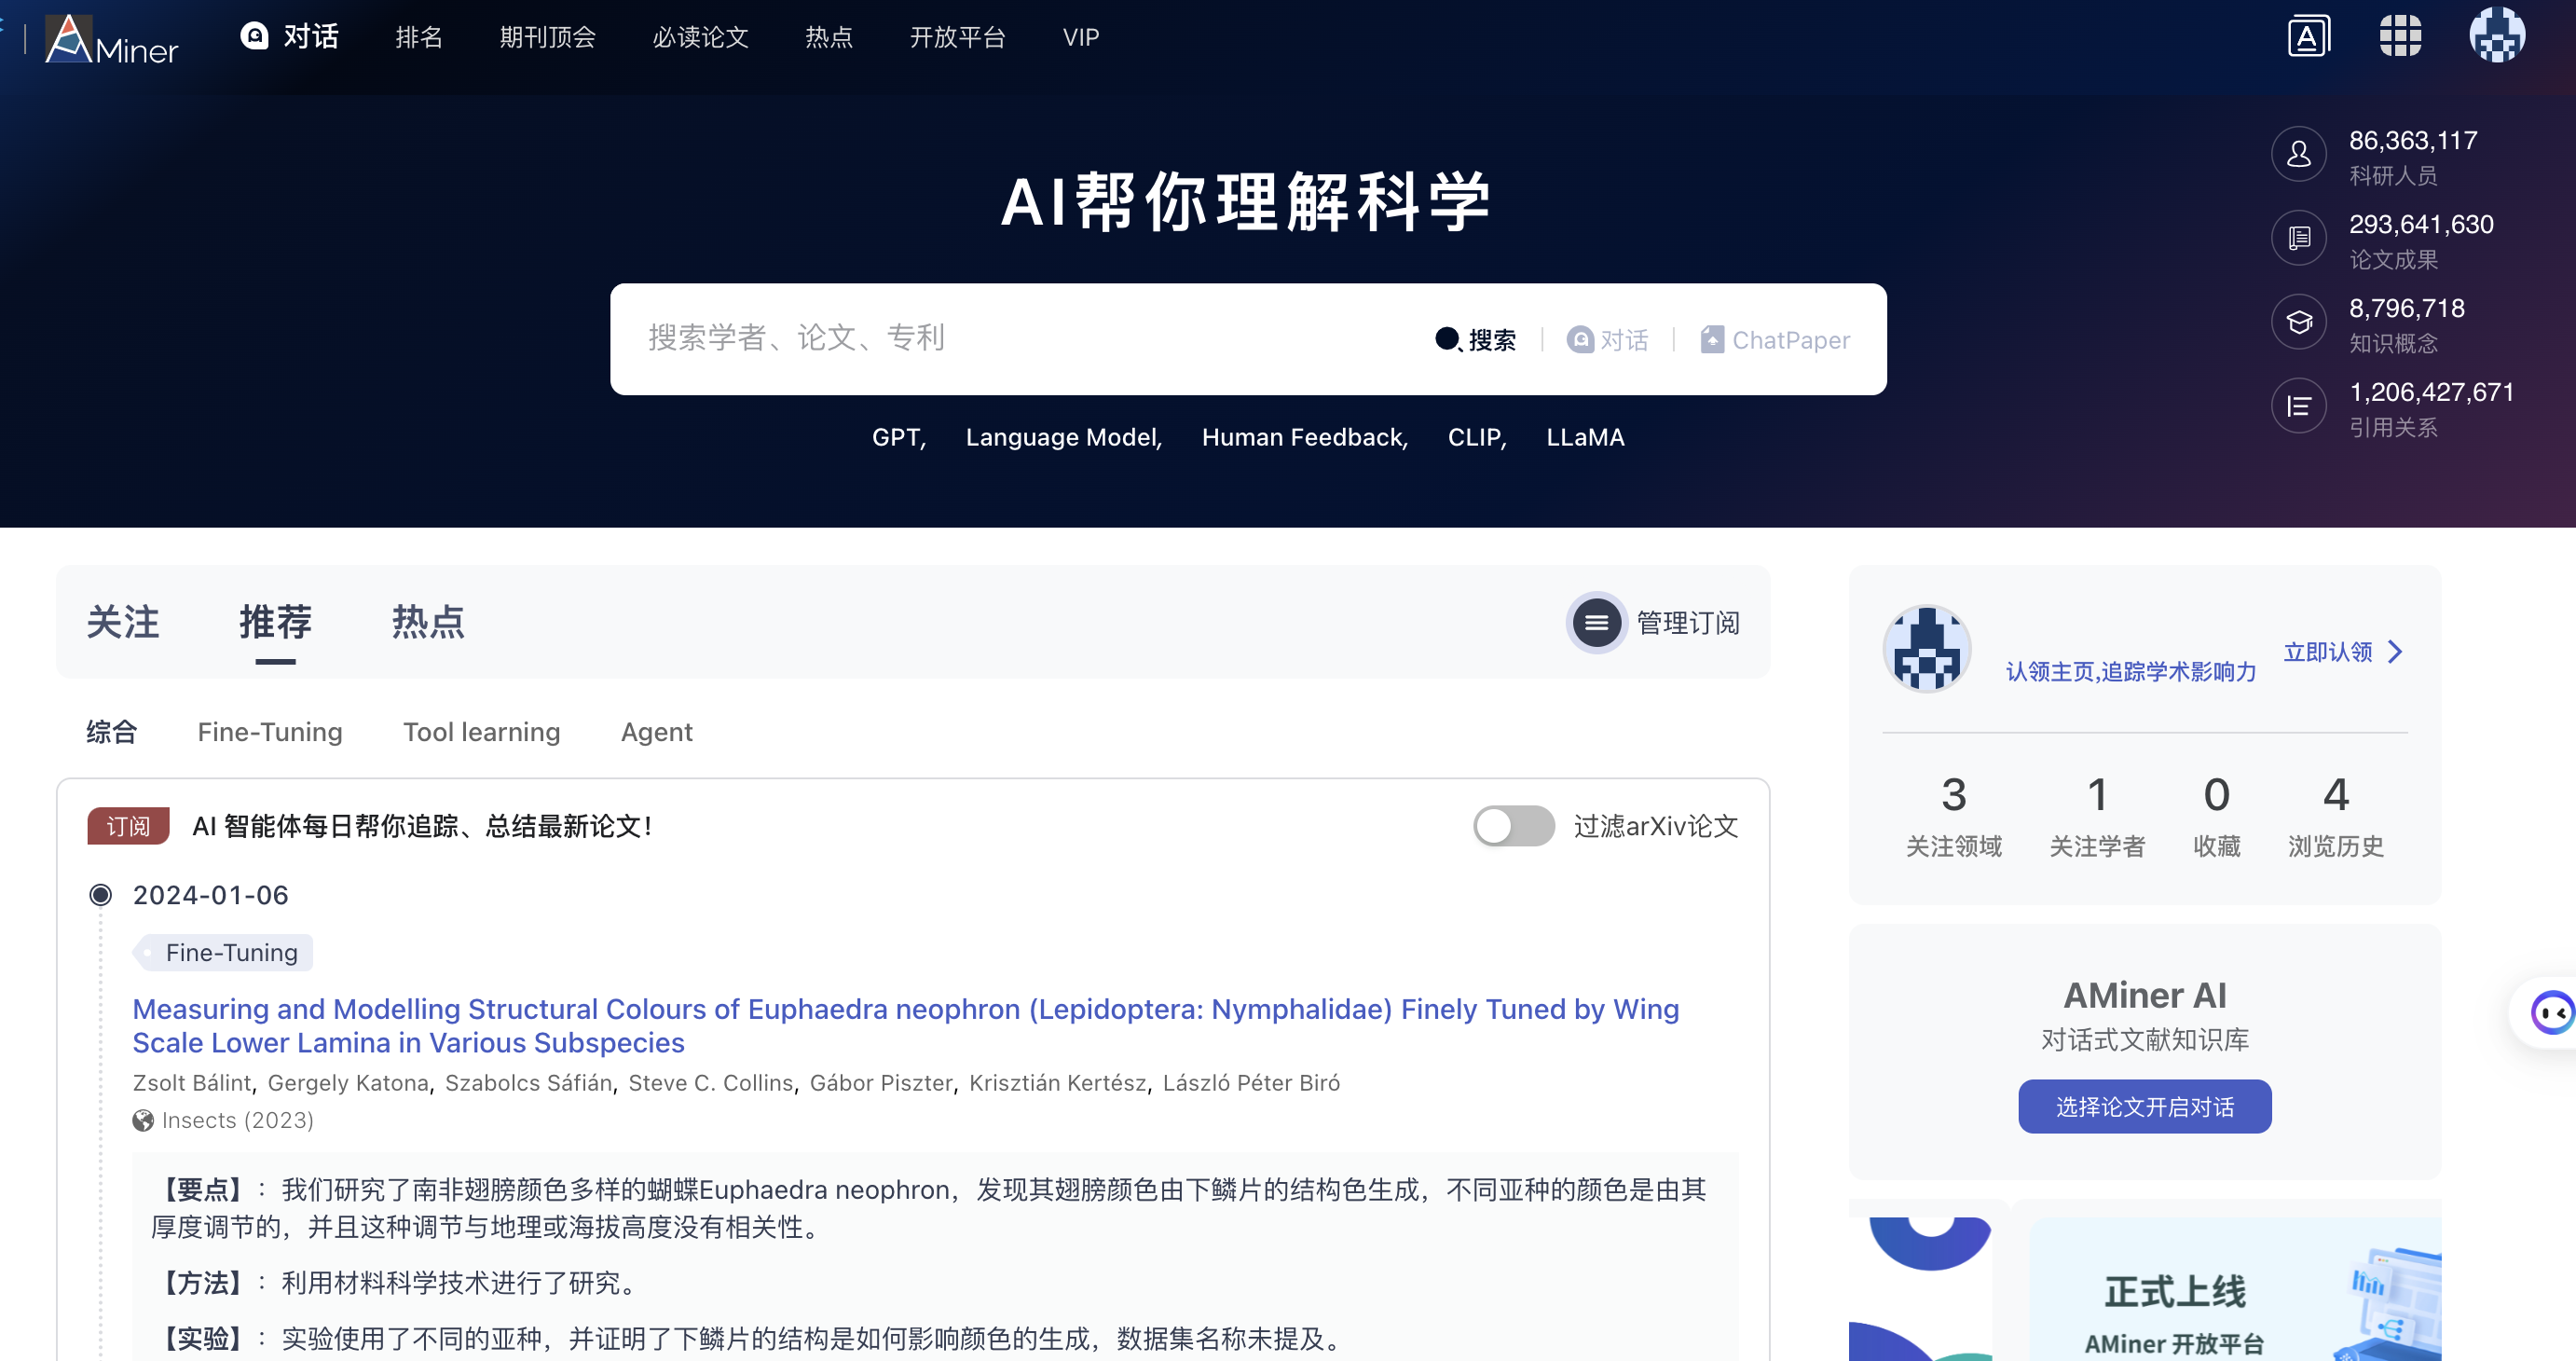 AMiner 对话 排名 期刊顶会 必读论文 热点 开放平台 VIP
86,363,117
科研人员
293,641,630
论文成果
8,796,718
知识概念
1,206,427,671
引用关系
AI帮你理解科学
搜索学者、论文、专利 搜索 对话 ChatPaper
GPT, Language Model, Human Feedback, CLIP, LLaMA
关注 推荐 热点 管理订阅
综合 Fine-Tuning Tool learning Agent
订阅 AI 智能体每日帮你追踪、总结最新论文! 过滤arXiv论文
2024-01-06
Fine-Tuning
Measuring and Modelling Structural Colours of Euphaedra neophron (Lepidoptera: Nymphalidae) Finely Tuned by Wing
Scale Lower Lamina in Various Subspecies
Zsolt Bálint, Gergely Katona, Szabolcs Sáfián, Steve C. Collins, Gábor Piszter, Krisztián Kertész, László Péter Biró
Insects (2023)
【要点】：我们研究了南非翅膀颜色多样的蝴蝶Euphaedra neophron，发现其翅膀颜色由下鳞片的结构色生成，不同亚种的颜色是由其
厚度调节的，并且这种调节与地理或海拔高度没有相关性。
【方法】：利用材料科学技术进行了研究。
【实验】：实验使用了不同的亚种，并证明了下鳞片的结构是如何影响颜色的生成，数据集名称未提及。
认领主页,追踪学术影响力 立即认领
3 1 0 4
关注领域 关注学者 收藏 浏览历史
AMiner AI
对话式文献知识库
选择论文开启对话
正式上线
AMiner 开放平台